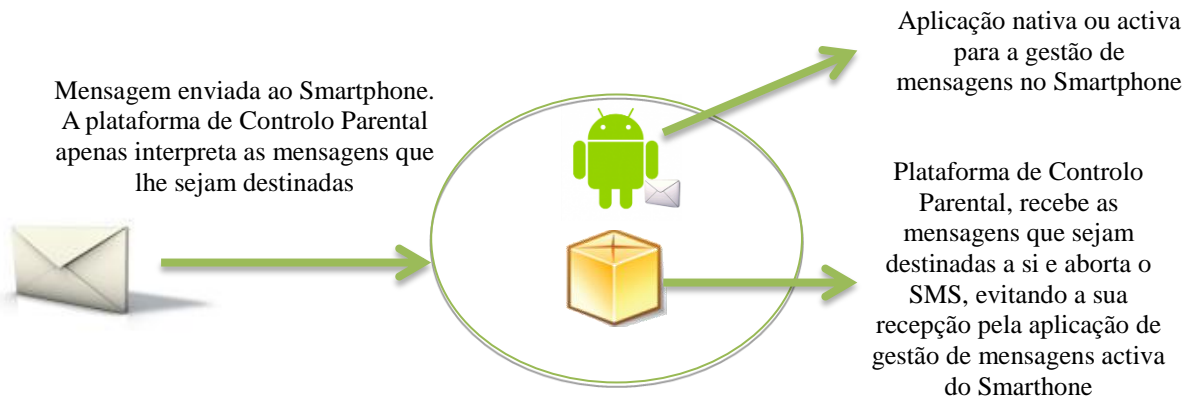 Mensagem enviada ao Smartphone.
A plataforma de Controlo Parental
apenas interpreta as mensagens que
lhe sejam destinadas
Aplicação nativa ou activa
para a gestão de
mensagens no Smartphone
Plataforma de Controlo
Parental, recebe as
mensagens que sejam
destinadas a si e aborta o
SMS, evitando a sua
recepção pela aplicação de
gestão de mensagens activa
do Smarthone